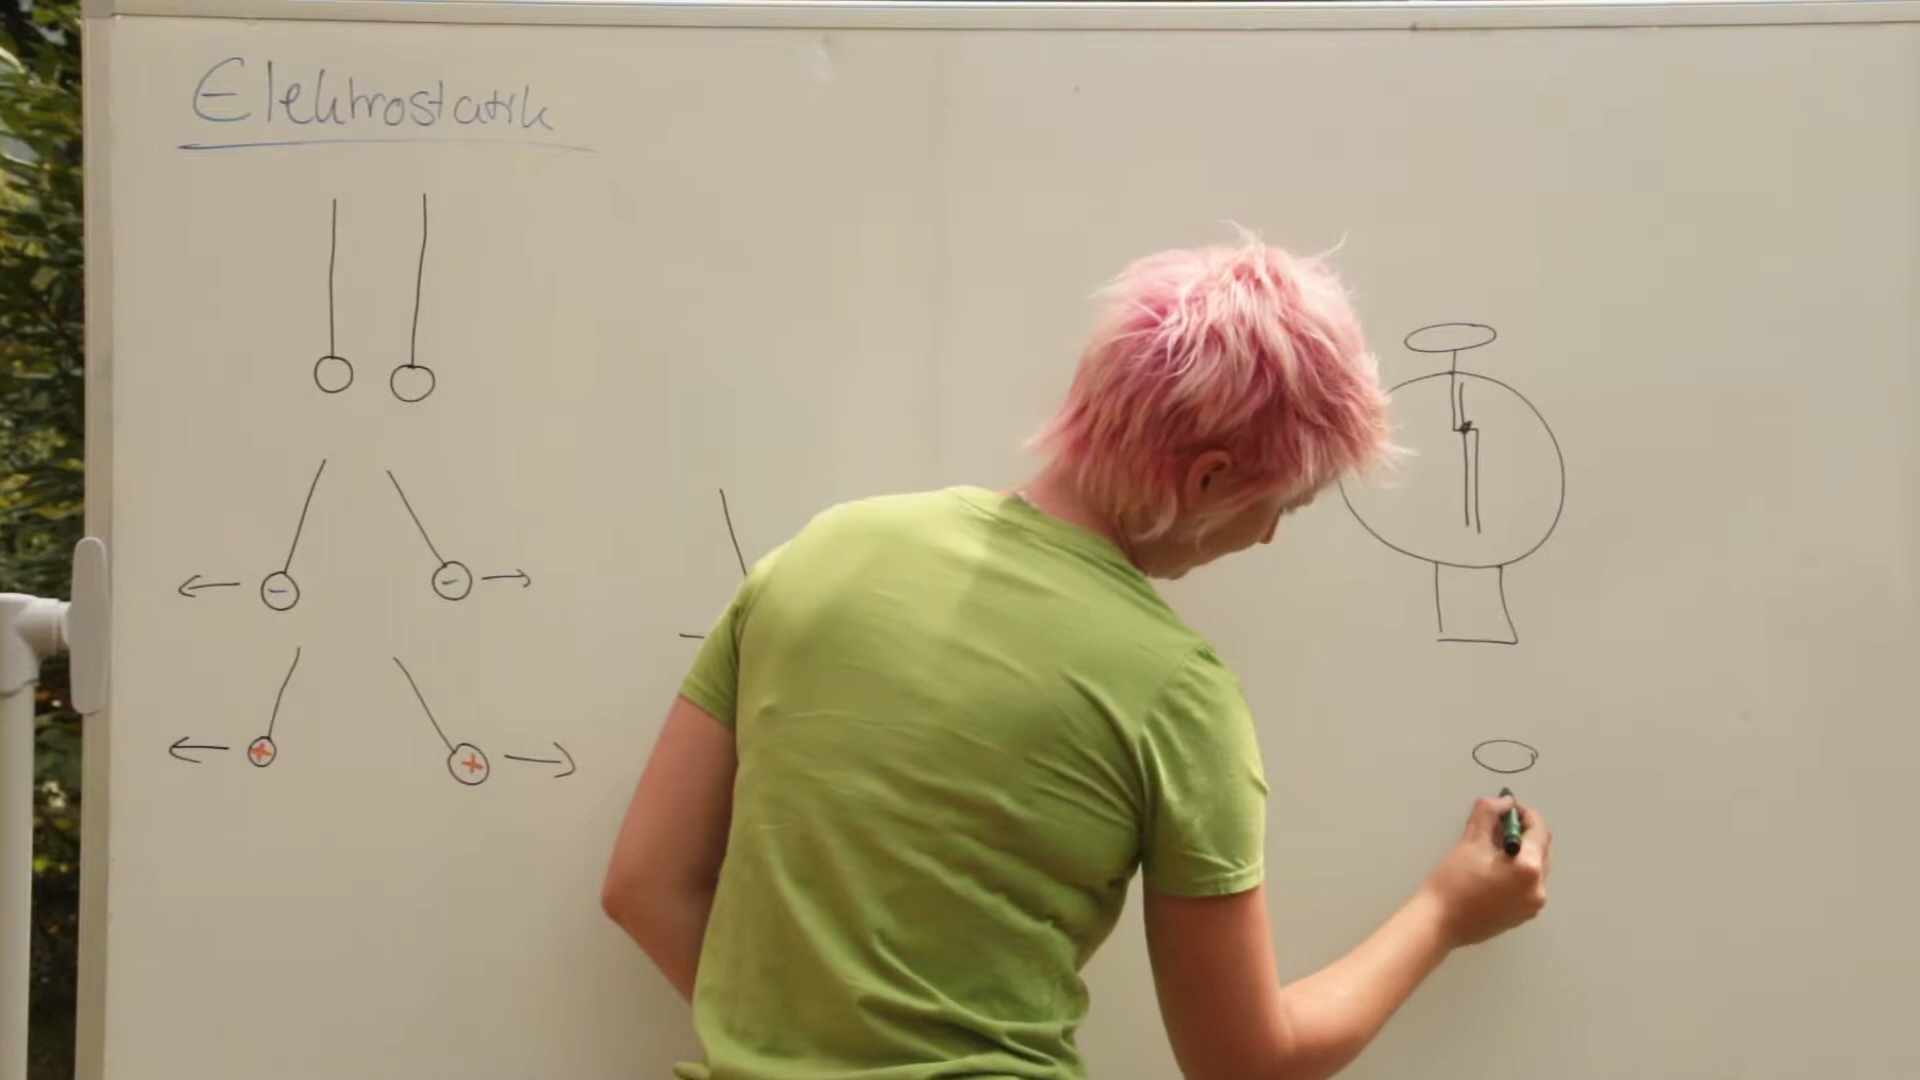 Elektrostatik
- -
+ +